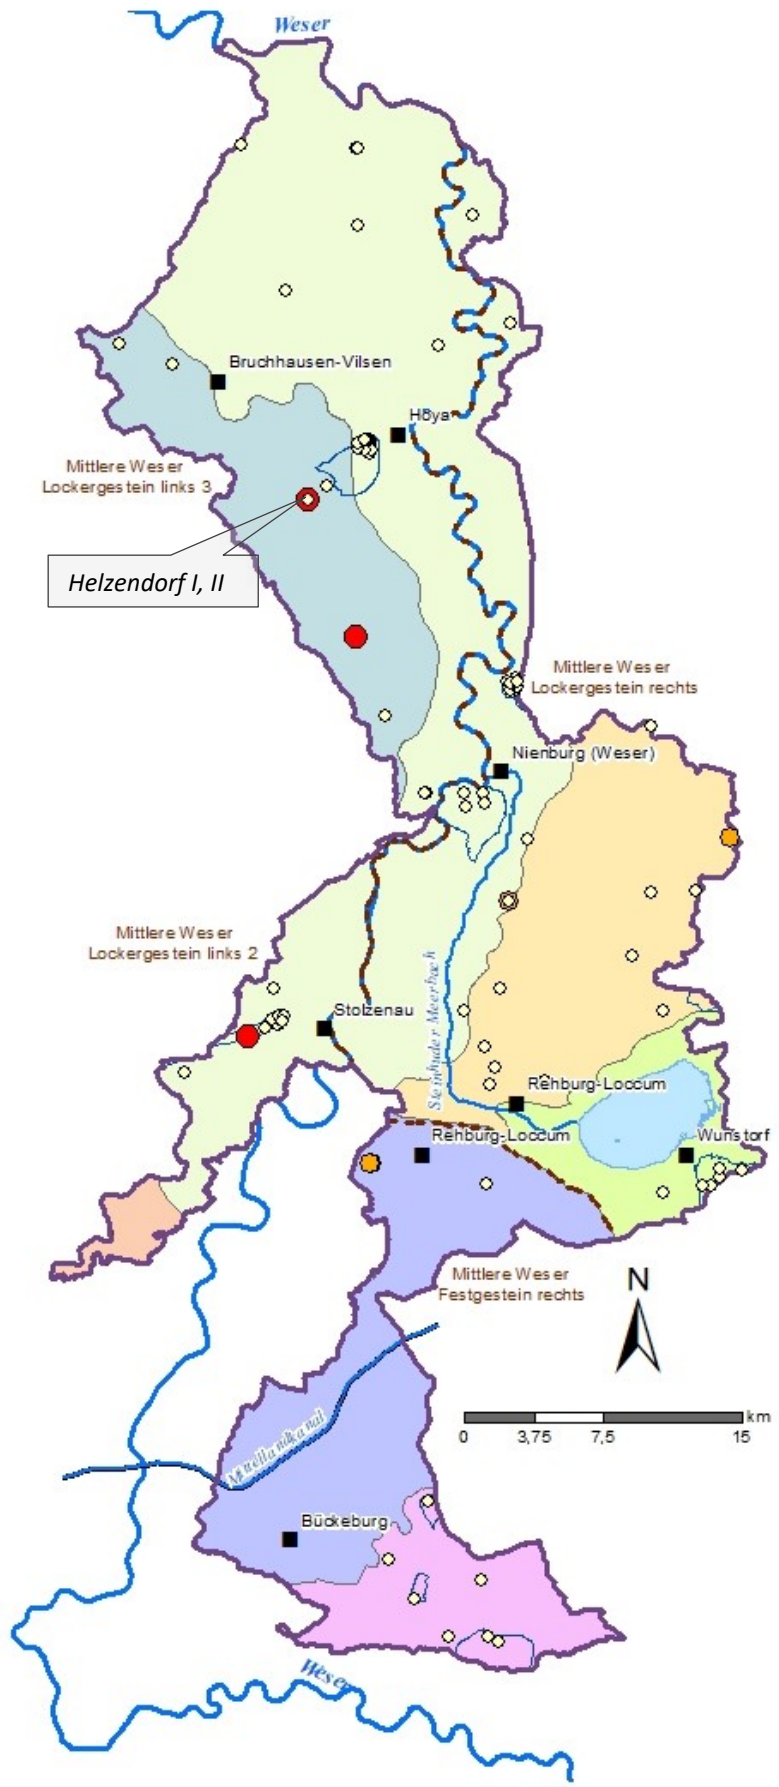 Weser
Bruchhausen-Vilsen
Hoya
Mittlere Weser
Lockergestein links 3
Helzendorf I, II
Mittlere Weser
Lockergestein rechts
Nienburg (Weser)
Mittlere Weser
Lockergestein links 2
Steinhuder Meerbach
Stolzenau
Rehburg-Loccum
Rehburg-Loccum
Wunstorf
Mittlere Weser
Festgestein rechts
N
km
0 3,75 7,5 15
Mittellandkanal
Bückeburg
Weser